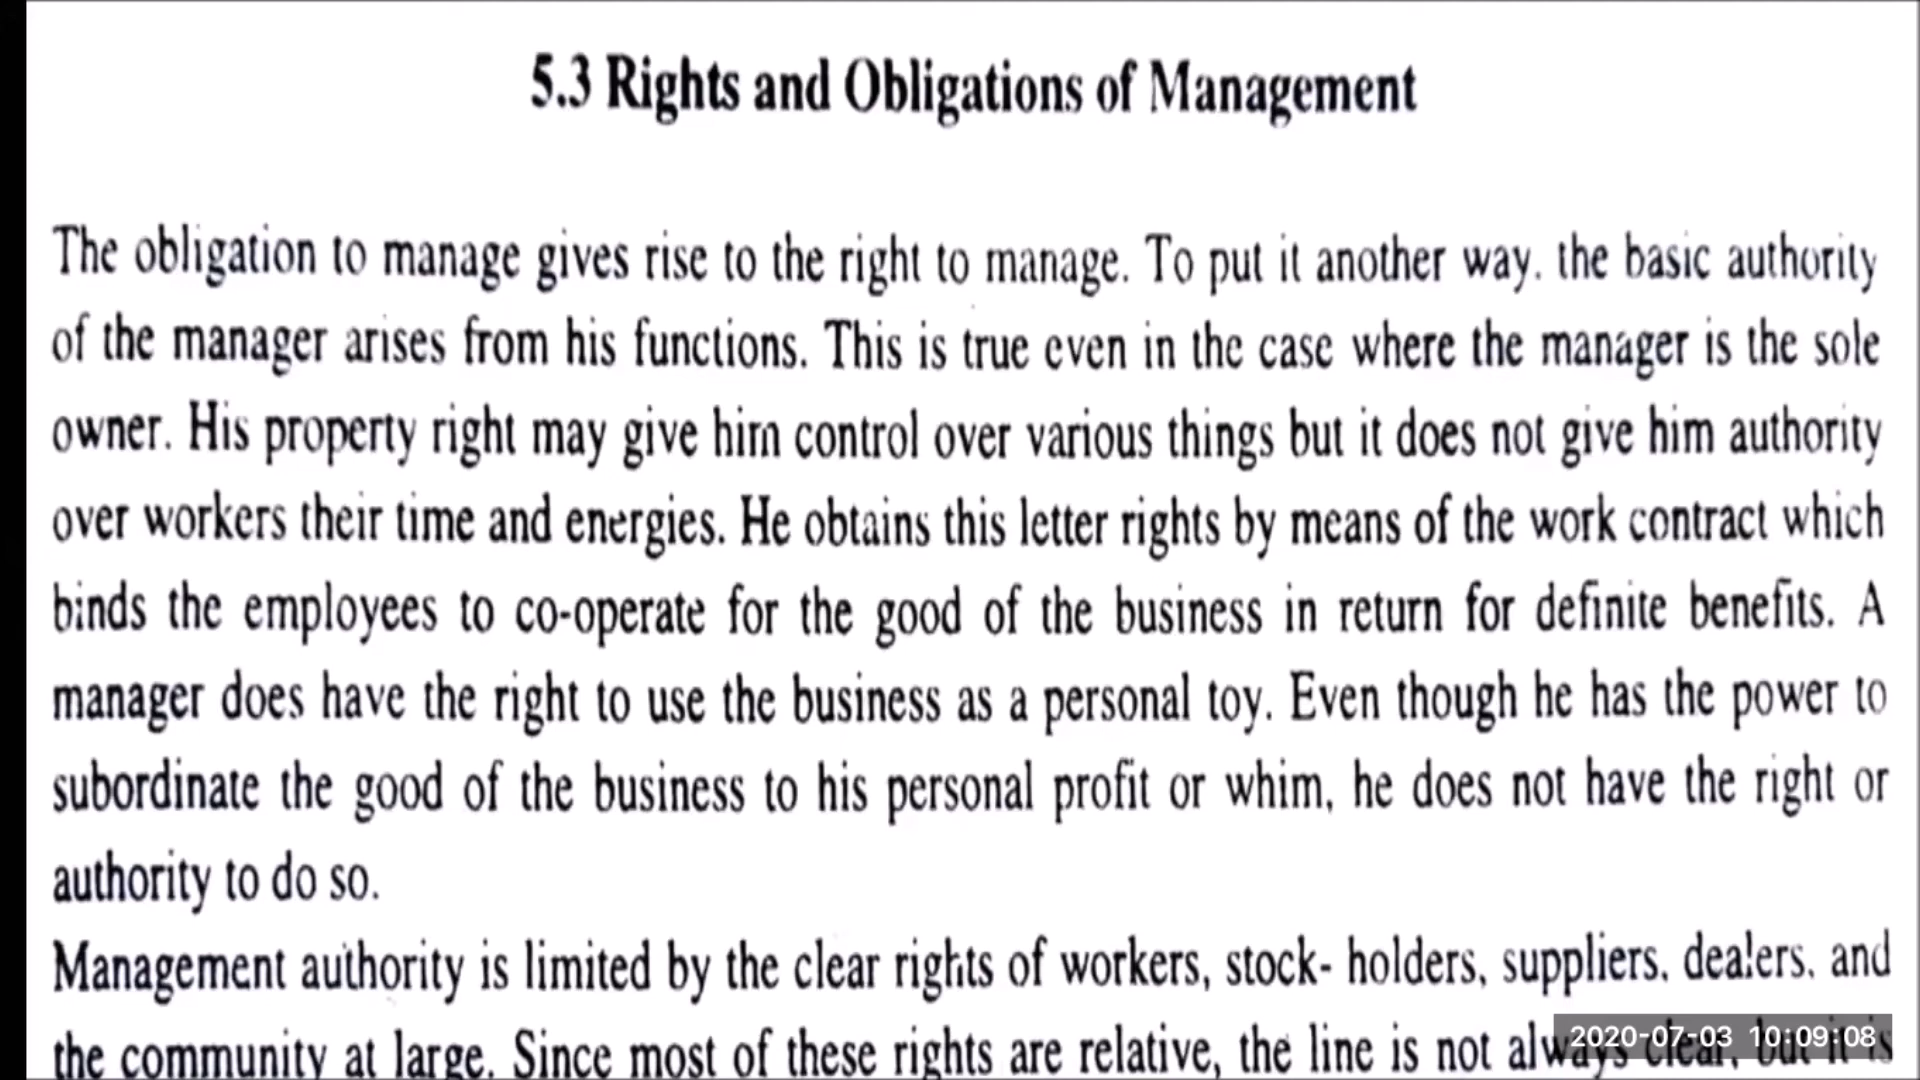 5.3 Rights and Obligations of Management
The obligation to manage gives rise to the right to manage. To put it another way. the basic authority
of the manager arises from his functions. This is true even in the case where the manager is the sole
owner. His property right may give him control over various things but it does not give him authority
over workers their time and energies. He obtains this letter rights by means of the work contract which
binds the employees to co-operate for the good of the business in return for definite benefits. A
manager does have the right to use the business as a personal toy. Even though he has the power to
subordinate the good of the business to his personal profit or whim, he does not have the right or
authority to do so.
Management authority is limited by the clear rights of workers, stock- holders, suppliers. dealers. and
the community at large. Since most of these rights are relative, the line is not always clear, but it is
2020-07-03 10:09:08